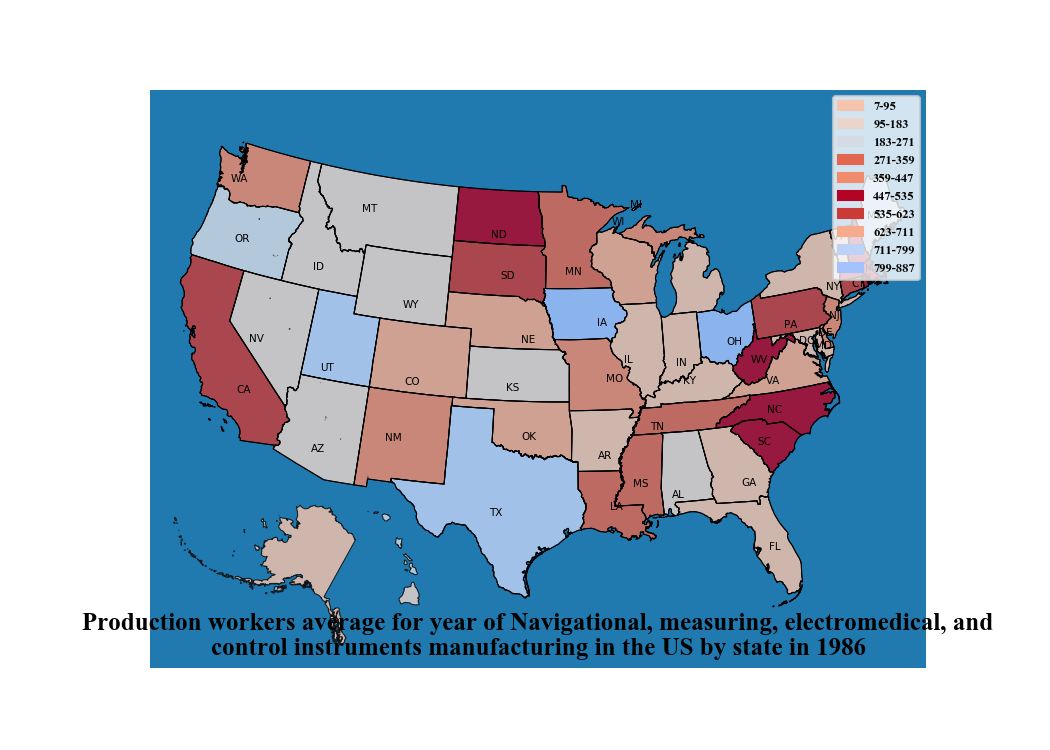 7-95
95-183
183-271
271-359
359-447
447-535
535-623
623-711
711-799
799-887
WA
MT
ND
MI
WI
OR
ID
SD
MN
WY
NY
CT
NV
UT
NE
IA
IL
IN
OH
PA
NJ
DE
MD
DC
CA
CO
KS
MO
KY
WV
VA
AZ
NM
OK
AR
TN
NC
SC
TX
LA
MS
AL
GA
FL
Production workers average for year of Navigational, measuring, electromedical, and
control instruments manufacturing in the US by state in 1986